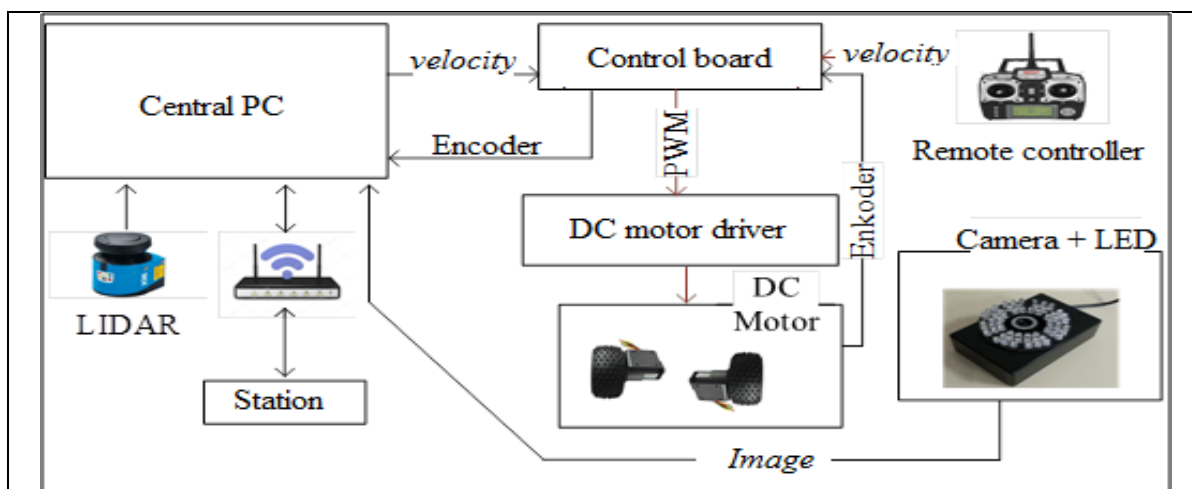 Central PC
velocity
Control board
velocity
Encoder
PWM
Enkoder
Remote controller
DC motor driver
Camera + LED
DC
Motor
LIDAR
Station
Image